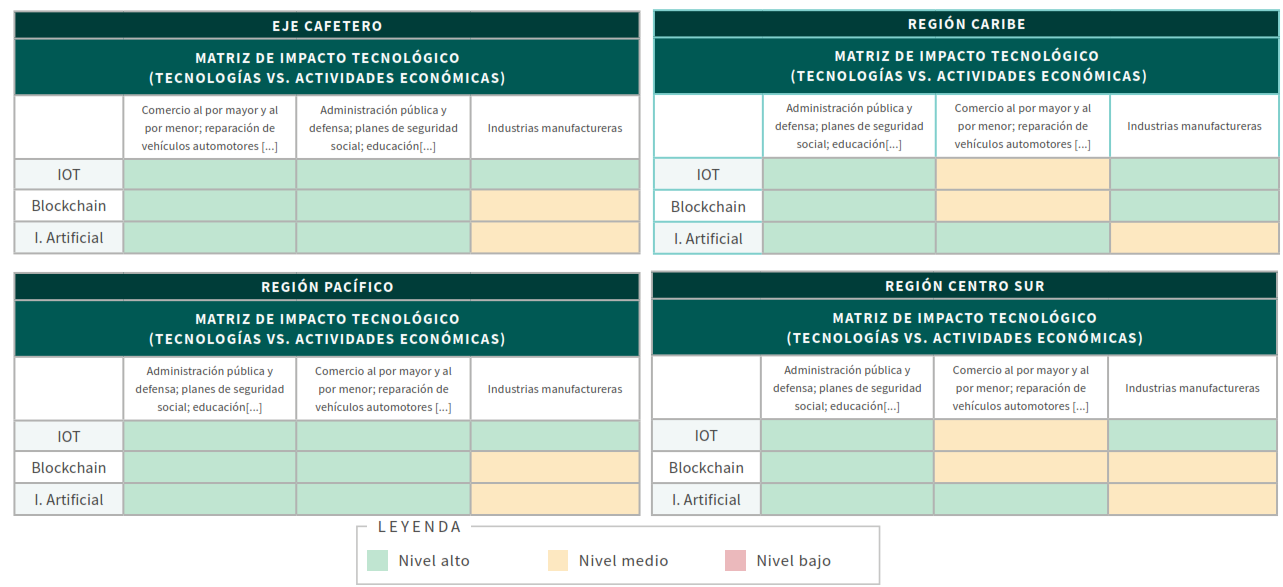 EJE CAFETERO
MATRIZ DE IMPACTO TECNOLÓGICO
(TECNOLOGÍAS VS. ACTIVIDADES ECONÓMICAS)
Comercio al por mayor y al
por menor; reparación de
vehículos automotores [...]
Administración pública y
defensa; planes de seguridad
social; educación[...]
Industrias manufactureras
IOT
Blockchain
I. Artificial
REGIÓN CARIBE
MATRIZ DE IMPACTO TECNOLÓGICO
(TECNOLOGÍAS VS. ACTIVIDADES ECONÓMICAS)
Administración pública y
defensa; planes de seguridad
social; educación[...]
Comercio al por mayor y al
por menor; reparación de
vehículos automotores [...]
Industrias manufactureras
IOT
Blockchain
I. Artificial
REGIÓN PACÍFICO
MATRIZ DE IMPACTO TECNOLÓGICO
(TECNOLOGÍAS VS. ACTIVIDADES ECONÓMICAS)
Administración pública y
defensa; planes de seguridad
social; educación[...]
Comercio al por mayor y al
por menor; reparación de
vehículos automotores [...]
Industrias manufactureras
IOT
Blockchain
I. Artificial
REGIÓN CENTRO SUR
MATRIZ DE IMPACTO TECNOLÓGICO
(TECNOLOGÍAS VS. ACTIVIDADES ECONÓMICAS)
Administración pública y
defensa; planes de seguridad
social; educación[...]
Comercio al por mayor y al
por menor; reparación de
vehículos automotores [...]
Industrias manufactureras
IOT
Blockchain
I. Artificial
LEYENDA
Nivel alto
Nivel medio
Nivel bajo